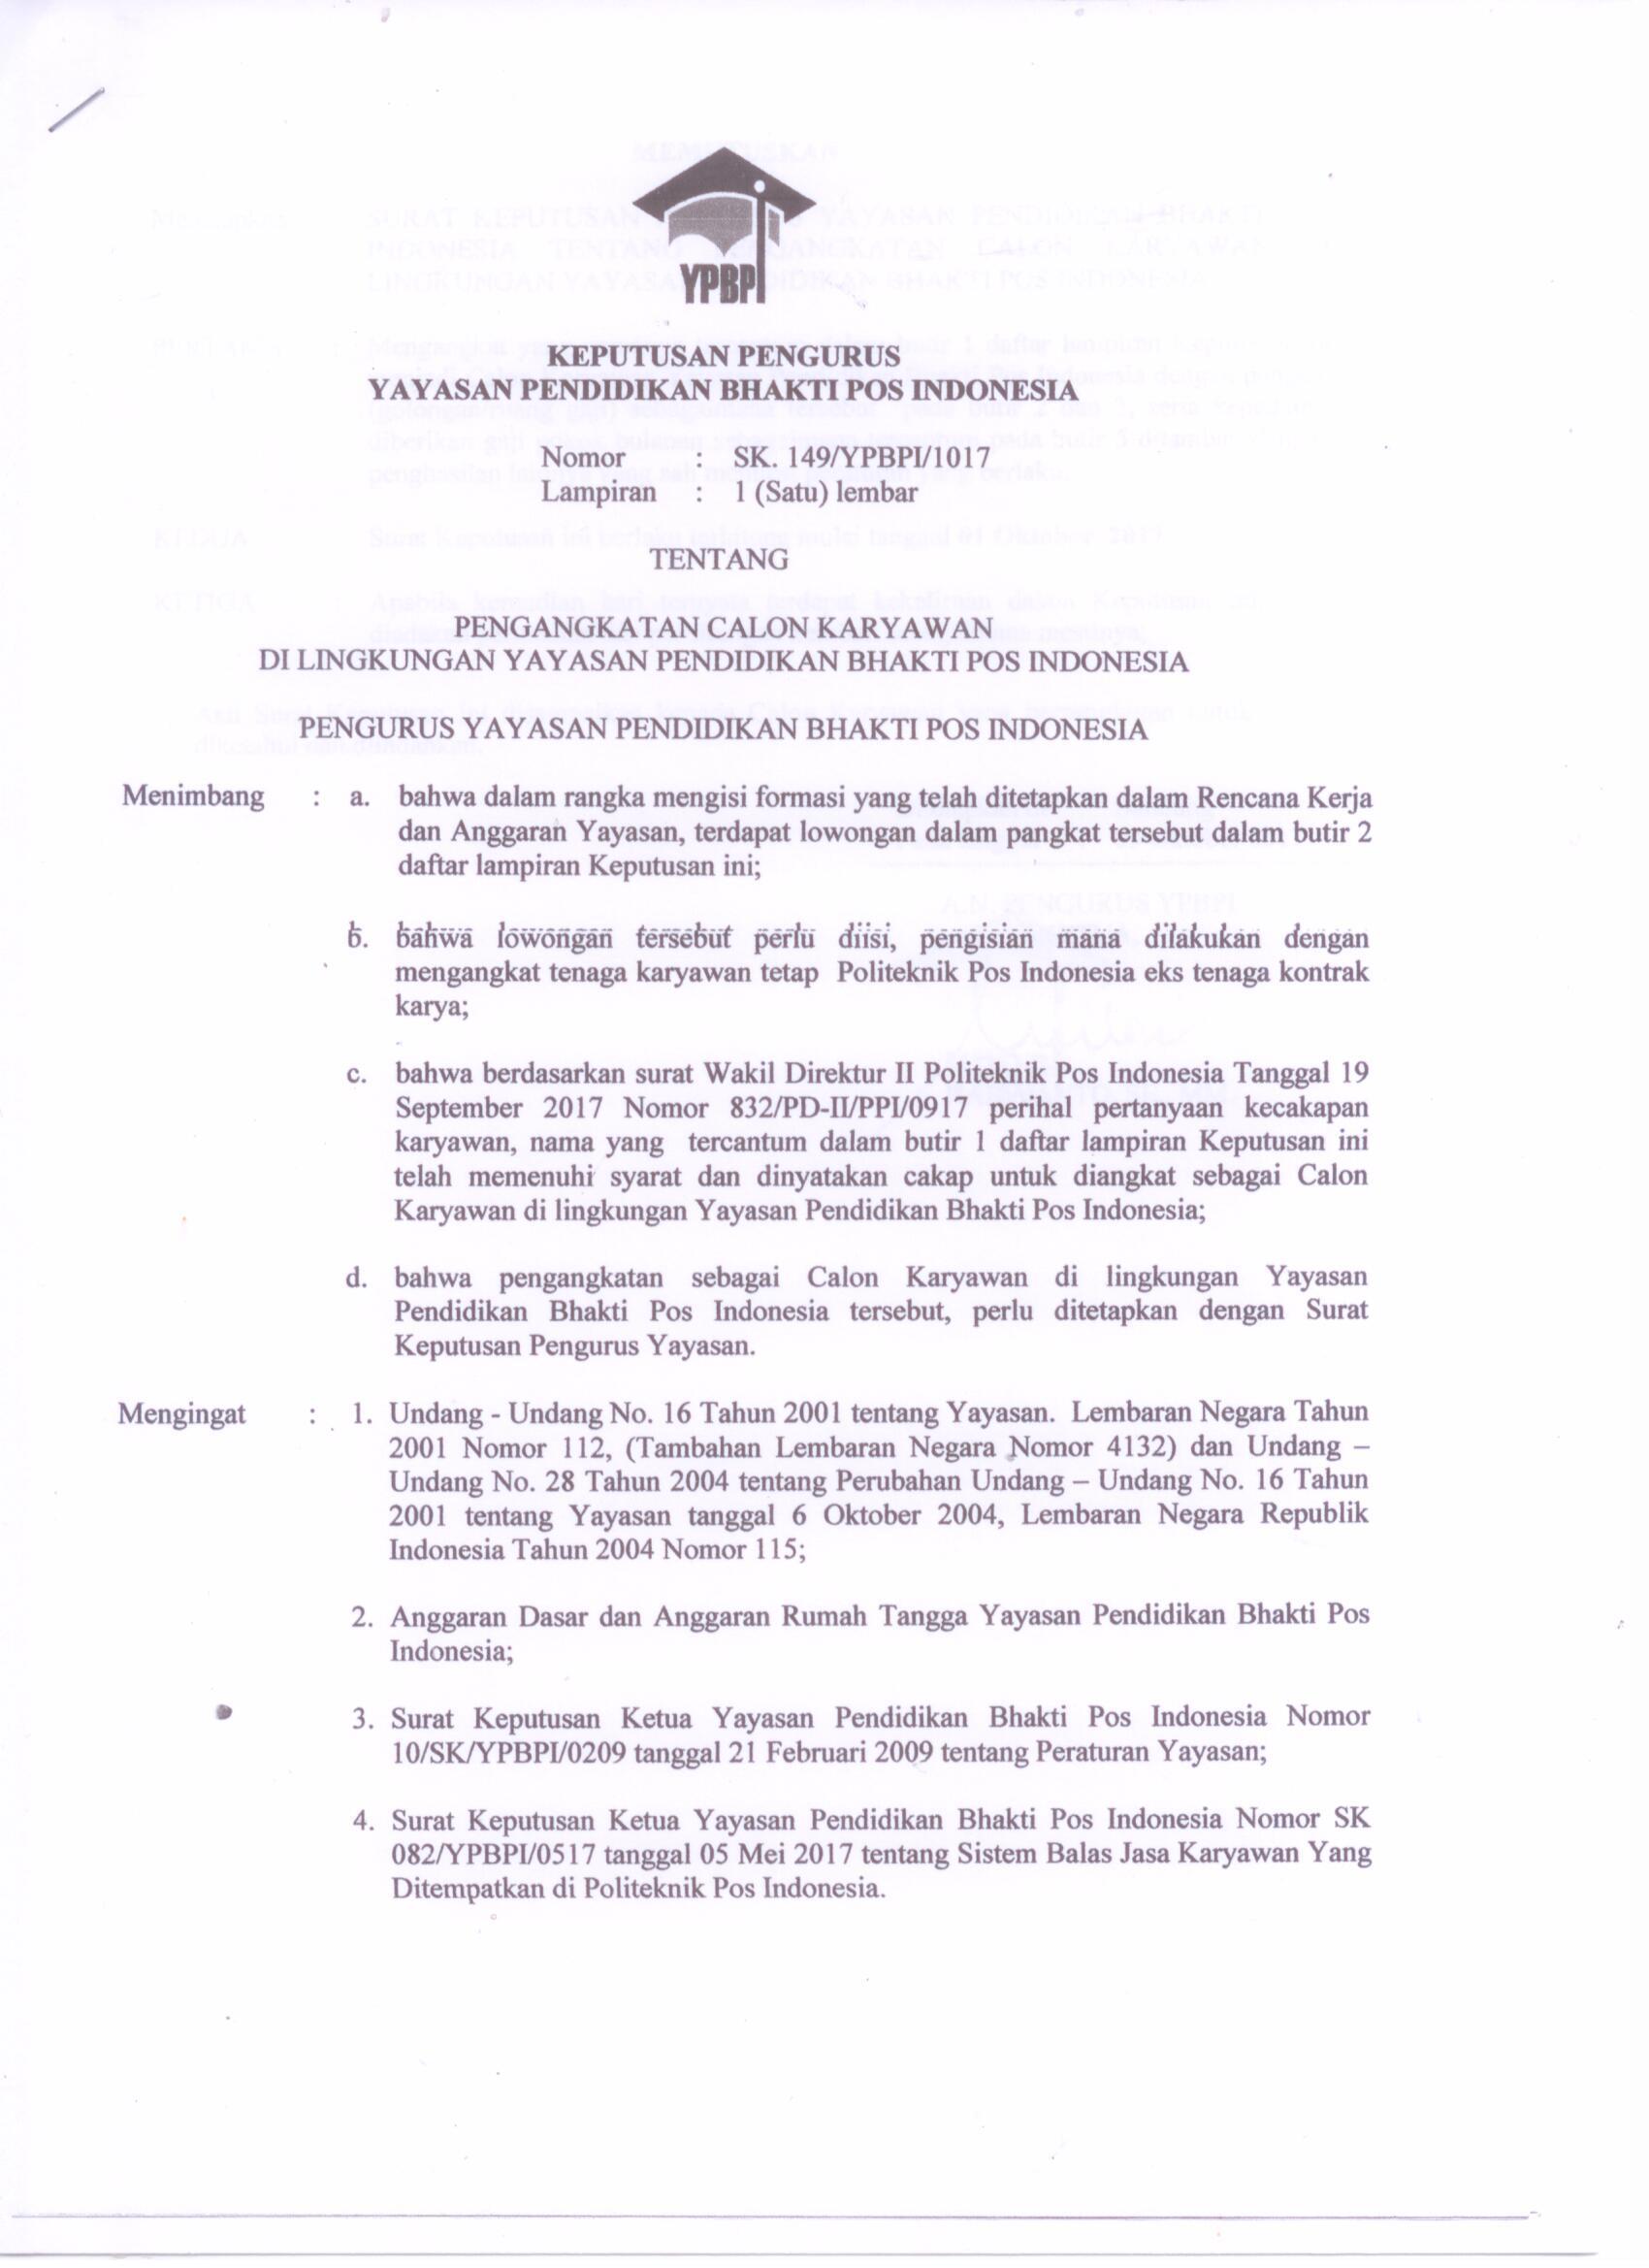 YPBPI
KEPUTUSAN PENGURUS
YAYASAN PENDIDIKAN BHAKTI POS INDONESIA
Nomor : SK. 149/YPBPI/1017
Lampiran : 1 (Satu) lembar
TENTANG
PENGANGKATAN CALON KARYAWAN
DI LINGKUNGAN YAYASAN PENDIDIKAN BHAKTI POS INDONESIA
PENGURUS YAYASAN PENDIDIKAN BHAKTI POS INDONESIA
Menimbang : a. bahwa dalam rangka mengisi formasi yang telah ditetapkan dalam Rencana Kerja
dan Anggaran Yayasan, terdapat lowongan dalam pangkat tersebut dalam butir 2
daftar lampiran Keputusan ini;
b. bahwa lowongan tersebut perlu diisi, pengisian mana dilakukan dengan
mengangkat tenaga karyawan tetap Politeknik Pos Indonesia eks tenaga kontrak
karya;
c. bahwa berdasarkan surat Wakil Direktur II Politeknik Pos Indonesia Tanggal 19
September 2017 Nomor 832/PD-II/PPI/0917 perihal pertanyaan kecakapan
karyawan, nama yang tercantum dalam butir 1 daftar lampiran Keputusan ini
telah memenuhi syarat dan dinyatakan cakap untuk diangkat sebagai Calon
Karyawan di lingkungan Yayasan Pendidikan Bhakti Pos Indonesia;
d. bahwa pengangkatan sebagai Calon Karyawan di lingkungan Yayasan
Pendidikan Bhakti Pos Indonesia tersebut, perlu ditetapkan dengan Surat
Keputusan Pengurus Yayasan.
Mengingat : 1. Undang - Undang No. 16 Tahun 2001 tentang Yayasan. Lembaran Negara Tahun
2001 Nomor 112, (Tambahan Lembaran Negara Nomor 4132) dan Undang –
Undang No. 28 Tahun 2004 tentang Perubahan Undang – Undang No. 16 Tahun
2001 tentang Yayasan tanggal 6 Oktober 2004, Lembaran Negara Republik
Indonesia Tahun 2004 Nomor 115;
2. Anggaran Dasar dan Anggaran Rumah Tangga Yayasan Pendidikan Bhakti Pos
Indonesia;
3. Surat Keputusan Ketua Yayasan Pendidikan Bhakti Pos Indonesia Nomor
10/SK/YPBPI/0209 tanggal 21 Februari 2009 tentang Peraturan Yayasan;
4. Surat Keputusan Ketua Yayasan Pendidikan Bhakti Pos Indonesia Nomor SK
082/YPBPI/0517 tanggal 05 Mei 2017 tentang Sistem Balas Jasa Karyawan Yang
Ditempatkan di Politeknik Pos Indonesia.